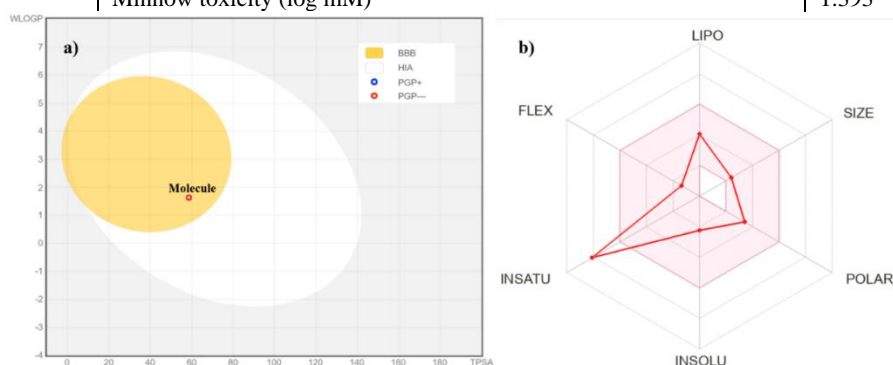 Minnow toxicity (log mM) 1.593
WLOGP
a)
7
6
5
4
3
2
1
0
-1
-2
-3
-4
BBB
HIA
PGP+
PGP—
Molecule
0 20 40 60 80 100 120 140 160 180 TPSA
b)
LIPO
FLEX
SIZE
INSATU
POLAR
INSOLU